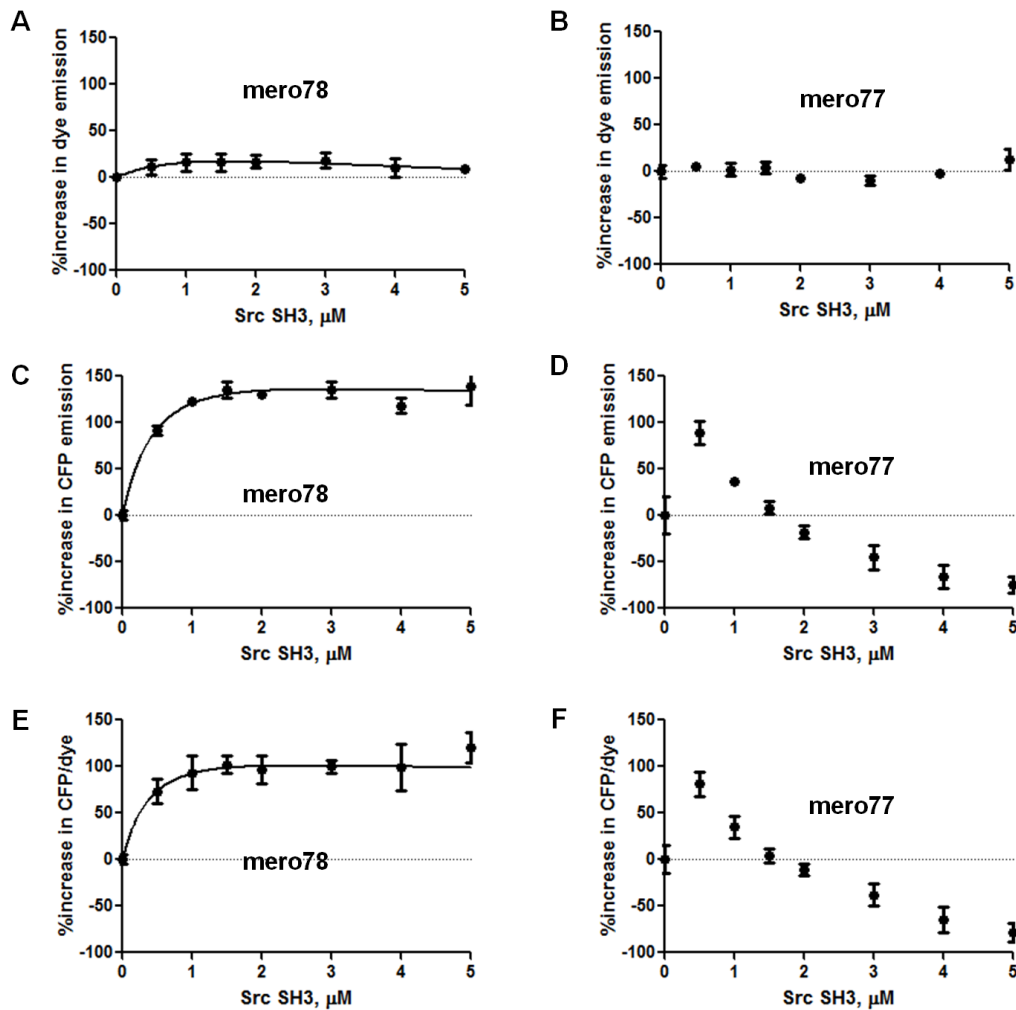 A
%increase in dye emission
150
100
50
0
-50
-100
mero78
0 1 2 3 4 5
Src SH3, μM
B
%increase in dye emission
150
100
50
0
-50
-100
mero77
0 1 2 3 4 5
Src SH3, μM
C
%increase in CFP emission
150
100
50
0
-50
-100
mero78
0 1 2 3 4 5
Src SH3, μM
D
%increase in CFP emission
150
100
50
0
-50
-100
mero77
0 1 2 3 4 5
Src SH3, μM
E
%increase in CFP/dye
150
100
50
0
-50
-100
mero78
0 1 2 3 4 5
Src SH3, μM
F
%increase in CFP/dye
150
100
50
0
-50
-100
mero77
0 1 2 3 4 5
Src SH3, μM